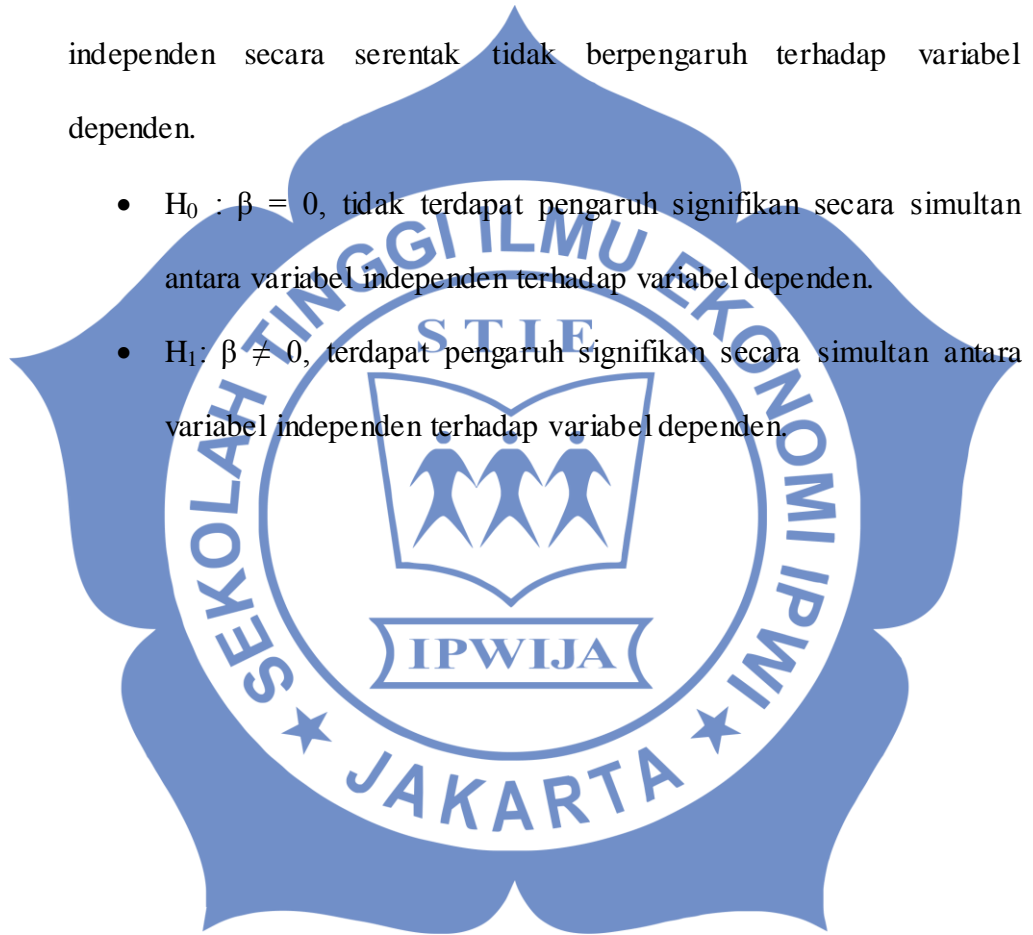 independen secara serentak tidak berpengaruh terhadap variabel
dependen.
• H₀ : β = 0, tidak terdapat pengaruh signifikan secara simultan
antara variabel independen terhadap variabel dependen.
• H₁: β ≠ 0, terdapat pengaruh signifikan secara simultan antara
variabel independen terhadap variabel dependen.
SEKOLAH TINGGI ILMU EKONOMI IPWI
STIE
IPWIJA
JAKARTA